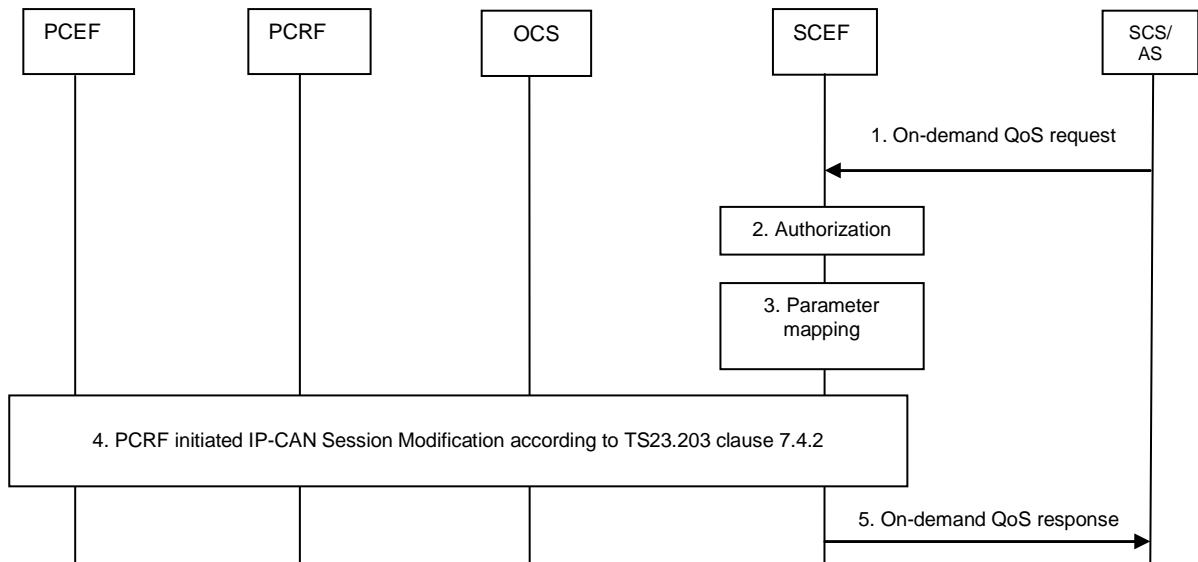 PCEF
PCRF
OCS
SCEF
SCS/
AS
1. On-demand QoS request
2. Authorization
3. Parameter
mapping
4. PCRF initiated IP-CAN Session Modification according to TS23.203 clause 7.4.2
5. On-demand QoS response